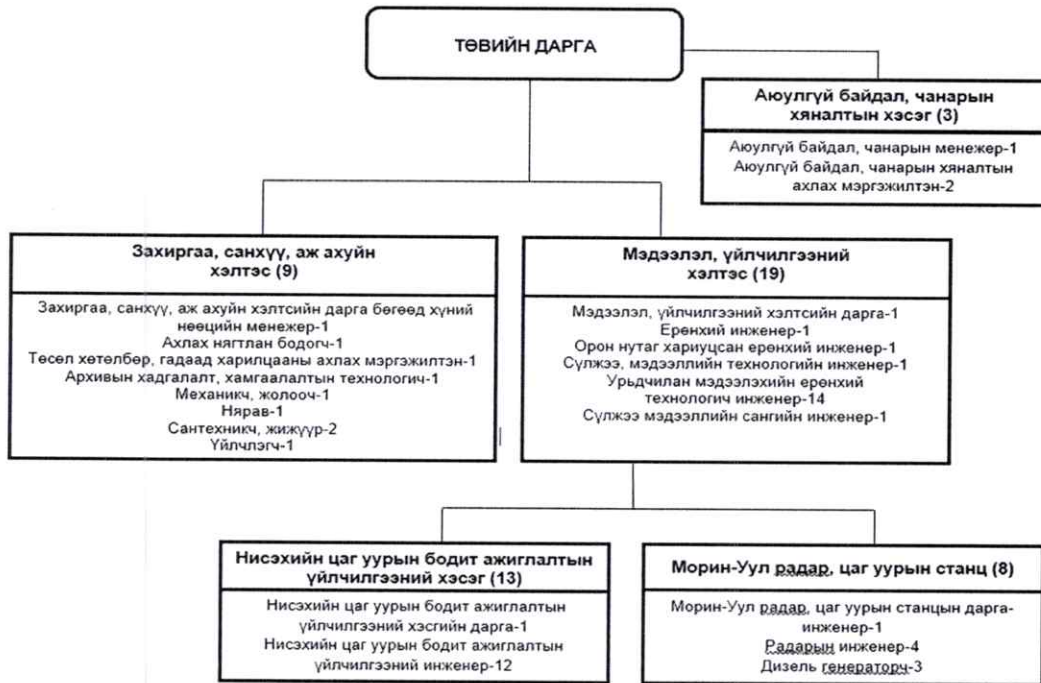 ТӨВИЙН ДАРГА
Аюулгүй байдал, чанарын
хяналтын хэсэг (3)
Аюулгүй байдал, чанарын менежер-1
Аюулгүй байдал, чанарын хяналтын
ахлах мэргэжилтэн-2
Захиргаа, санхүү, аж ахуйн
хэлтэс (9)
Захиргаа, санхүү, аж ахуйн хэлтсийн дарга бөгөөд хүний
нөөцийн менежер-1
Ахлах нягтлан бодогч-1
Төсөл хөтөлбөр, гадаад харилцааны ахлах мэргэжилтэн-1
Архивын хадгалалт, хамгаалалтын технологич-1
Механикч, жолооч-1
Нярав-1
Сантехникч, жижүүр-2
Үйлчлэгч-1
Мэдээлэл, үйлчилгээний
хэлтэс (19)
Мэдээлэл, үйлчилгээний хэлтсийн дарга-1
Ерөнхий инженер-1
Орон нутаг хариуцсан ерөнхий инженер-1
Сүлжээ, мэдээллийн технологийн инженер-1
Урьдчилан мэдээлэхийн ерөнхий
технологич инженер-14
Сүлжээ мэдээллийн сангийн инженер-1
Нисэхийн цаг уурын бодит ажиглалтын
үйлчилгээний хэсэг (13)
Нисэхийн цаг уурын бодит ажиглалтын
үйлчилгээний хэсгийн дарга-1
Нисэхийн цаг уурын бодит ажиглалтын
үйлчилгээний инженер-12
Морин-Уул радар, цаг уурын станц (8)
Морин-Уул радар, цаг уурын станцын дарга-
инженер-1
Радарын инженер-4
Дизель генераторч-3